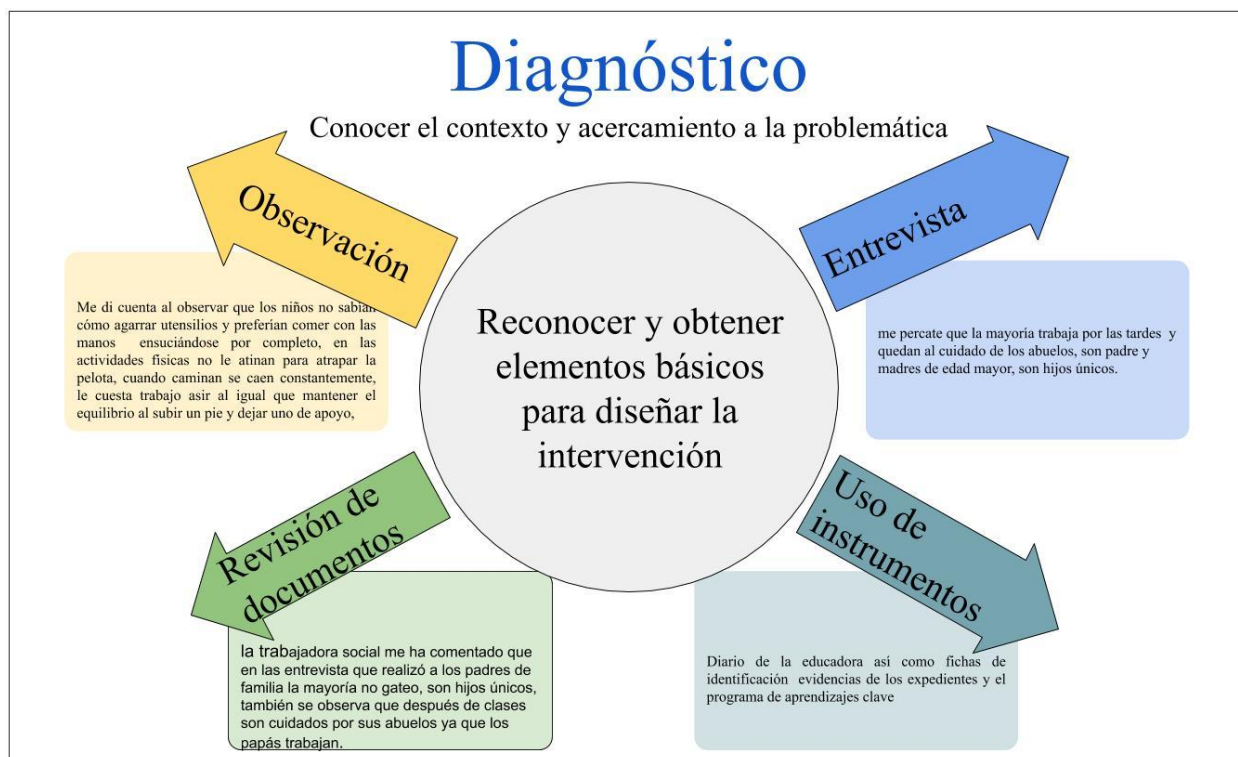 Diagnóstico
Conocer el contexto y acercamiento a la problemática
Observación
Me di cuenta al observar que los niños no sabían
cómo agarrar utensilios y preferían comer con las
manos ensuciándose por completo, en las
actividades físicas no le atinan para atrapar la
pelota, cuando caminan se caen constantemente,
le cuesta trabajo asir al igual que mantener el
equilibrio al subir un pie y dejar uno de apoyo,
Entrevista
me percate que la mayoría trabaja por las tardes y
quedan al cuidado de los abuelos, son padre y
madres de edad mayor, son hijos únicos.
Reconocer y obtener
elementos básicos
para diseñar la
intervención
Revisión de
documentos
la trabajadora social me ha comentado que
en las entrevista que realizó a los padres de
familia la mayoría no gateo, son hijos únicos,
también se observa que después de clases
son cuidados por sus abuelos ya que los
papás trabajan.
Uso de
instrumentos
Diario de la educadora así como fichas de
identificación evidencias de los expedientes y el
programa de aprendizajes clave